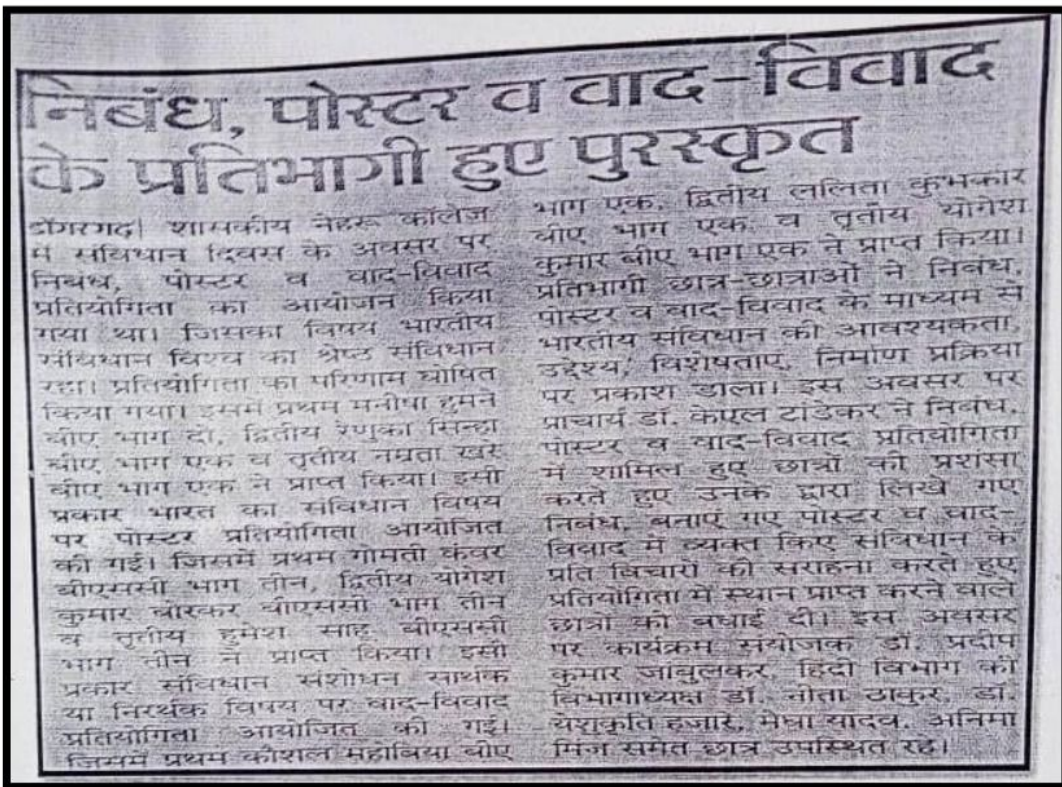 निबंध, पोस्टर व वाद-विवाद
के प्रतिभागी हुए पुरस्कृत
डोंगरगढ़। शासकीय नेहरू कॉलेज
में संविधान दिवस के अवसर पर
निबंध, पोस्टर व वाद-विवाद
प्रतियोगिता का आयोजन किया
गया था। जिसका विषय भारतीय
संविधान विश्व का श्रेष्ठ संविधान
रहा। प्रतियोगिता का परिणाम घोषित
किया गया। इसमें प्रथम मनीषा हुमने
बीए भाग दो, द्वितीय रेणुका सिन्हा
बीए भाग एक व तृतीय नम्रता खरे
बीए भाग एक ने प्राप्त किया। इसी
प्रकार भारत का संविधान विषय
पर पोस्टर प्रतियोगिता आयोजित
की गई। जिसमें प्रथम गोमती कंवर
बीएससी भाग तीन, द्वितीय योगेश
कुमार बोरकर बीएससी भाग तीन
व तृतीय हुमेश साहू बीएससी
भाग तीन ने प्राप्त किया। इसी
प्रकार संविधान संशोधन सार्थक
या निरर्थक विषय पर वाद-विवाद
प्रतियोगिता आयोजित की गई।
जिसमें प्रथम कौशल महोबिया बीए
भाग एक, द्वितीय ललिता कुंभकार
बीए भाग एक व तृतीय योगेश
कुमार बीए भाग एक ने प्राप्त किया।
प्रतिभागी छात्र-छात्राओं ने निबंध,
पोस्टर व वाद-विवाद के माध्यम से
भारतीय संविधान की आवश्यकता,
उद्देश्य, विशेषताएं, निर्माण प्रक्रिया
पर प्रकाश डाला। इस अवसर पर
प्राचार्य डॉ. केएल टांडेकर ने निबंध,
पोस्टर व वाद-विवाद प्रतियोगिता
में शामिल हुए छात्रों की प्रशंसा
करते हुए उनके द्वारा लिखे गए
निबंध, बनाएं गए पोस्टर व वाद-
विवाद में व्यक्त किए संविधान के
प्रति विचारों की सराहना करते हुए
प्रतियोगिता में स्थान प्राप्त करने वाले
छात्रों को बधाई दी। इस अवसर
पर कार्यक्रम संयोजक डॉ. प्रदीप
कुमार जांबुलकर, हिंदी विभाग की
विभागाध्यक्ष डॉ. नीता ठाकुर, डॉ.
येशुकृति हजारे, मेघा यादव, अनिमा
मिंज समेत छात्र उपस्थित रहे।